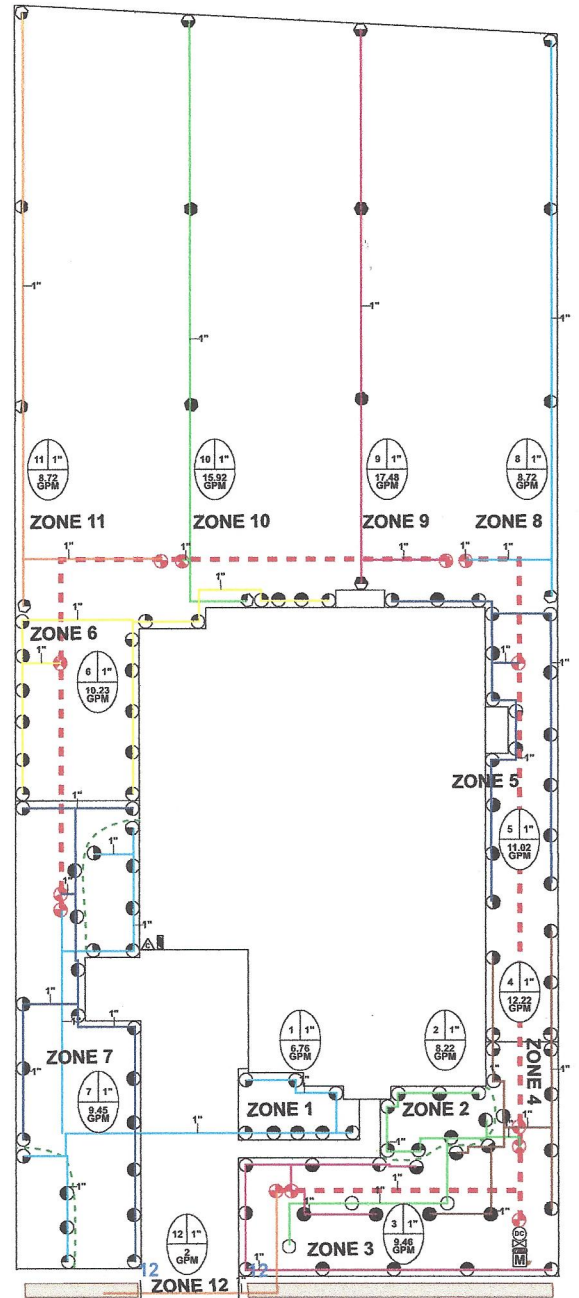 1"
1"
1"
1"
11 1"
8.72
GPM
10 1"
15.92
GPM
9 1"
17.48
GPM
8 1"
8.72
GPM
ZONE 11
ZONE 10
ZONE 9
ZONE 8
1"
1"
1"
1"
1"
1"
ZONE 6
1"
6 1"
10.23
GPM
1"
1"
1"
ZONE 5
1"
1"
5 1"
11.02
GPM
1"
1"
1"
C
4 1"
12.22
GPM
1"
1 1"
6.76
GPM
2 1"
8.22
GPM
1"
1"
ZONE 7
7 1"
9.45
GPM
ZONE 4
ZONE 1
ZONE 2
1"
1"
1"
1"
1"
1"
3 1"
9.46
GPM
12 1"
2
GPM
DC
M
ZONE 3
1"
1"
12
12
ZONE 12